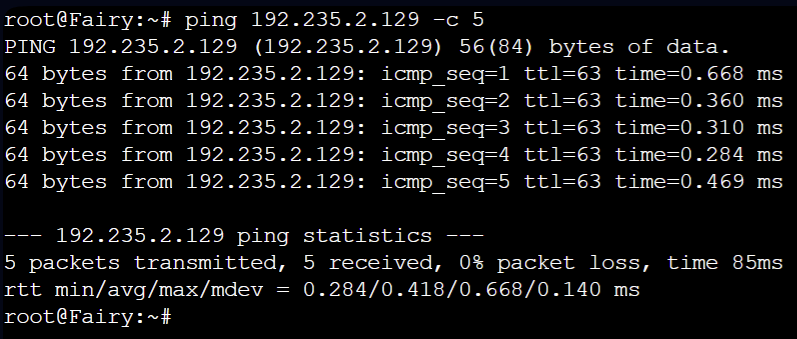 root@Fairy:~# ping 192.235.2.129 -c 5
PING 192.235.2.129 (192.235.2.129) 56(84) bytes of data.
64 bytes from 192.235.2.129: icmp_seq=1 ttl=63 time=0.668 ms
64 bytes from 192.235.2.129: icmp_seq=2 ttl=63 time=0.360 ms
64 bytes from 192.235.2.129: icmp_seq=3 ttl=63 time=0.310 ms
64 bytes from 192.235.2.129: icmp_seq=4 ttl=63 time=0.284 ms
64 bytes from 192.235.2.129: icmp_seq=5 ttl=63 time=0.469 ms
--- 192.235.2.129 ping statistics ---
5 packets transmitted, 5 received, 0% packet loss, time 85ms
rtt min/avg/max/mdev = 0.284/0.418/0.668/0.140 ms
root@Fairy:~#